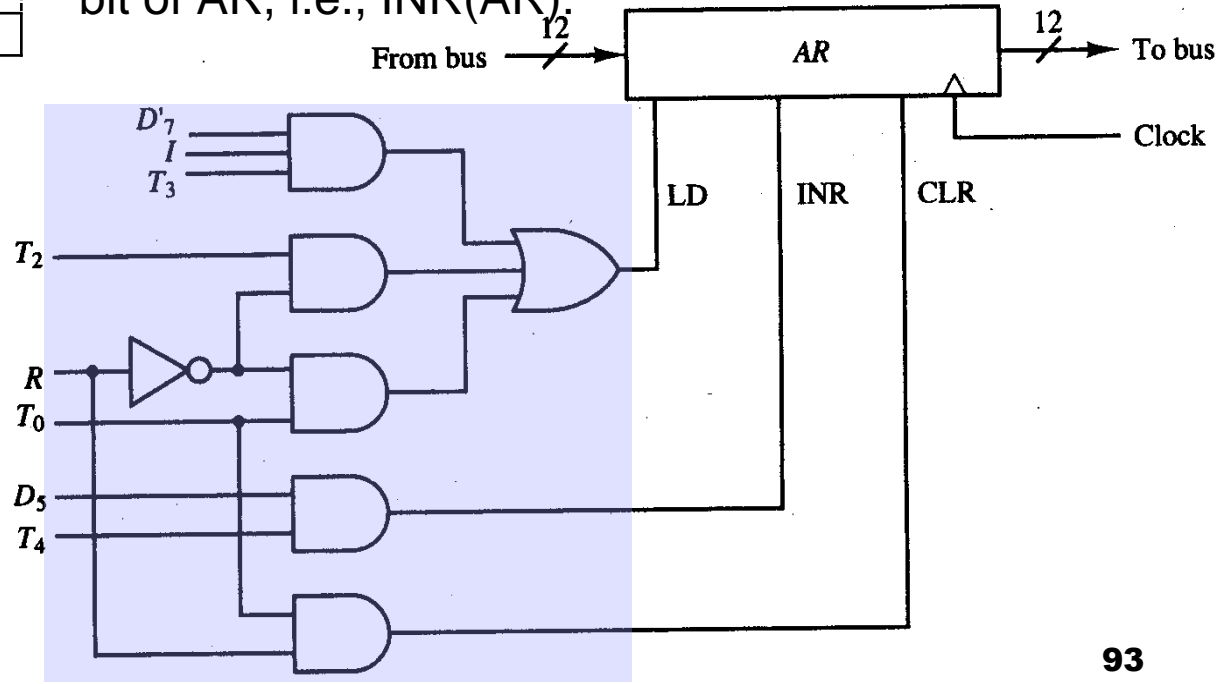 bit of AR, i.e., INR(AR).
12
From bus
AR
12
To bus
Clock
D'7
I
T3
LD
INR
CLR
T2
R
T0
D5
T4
93